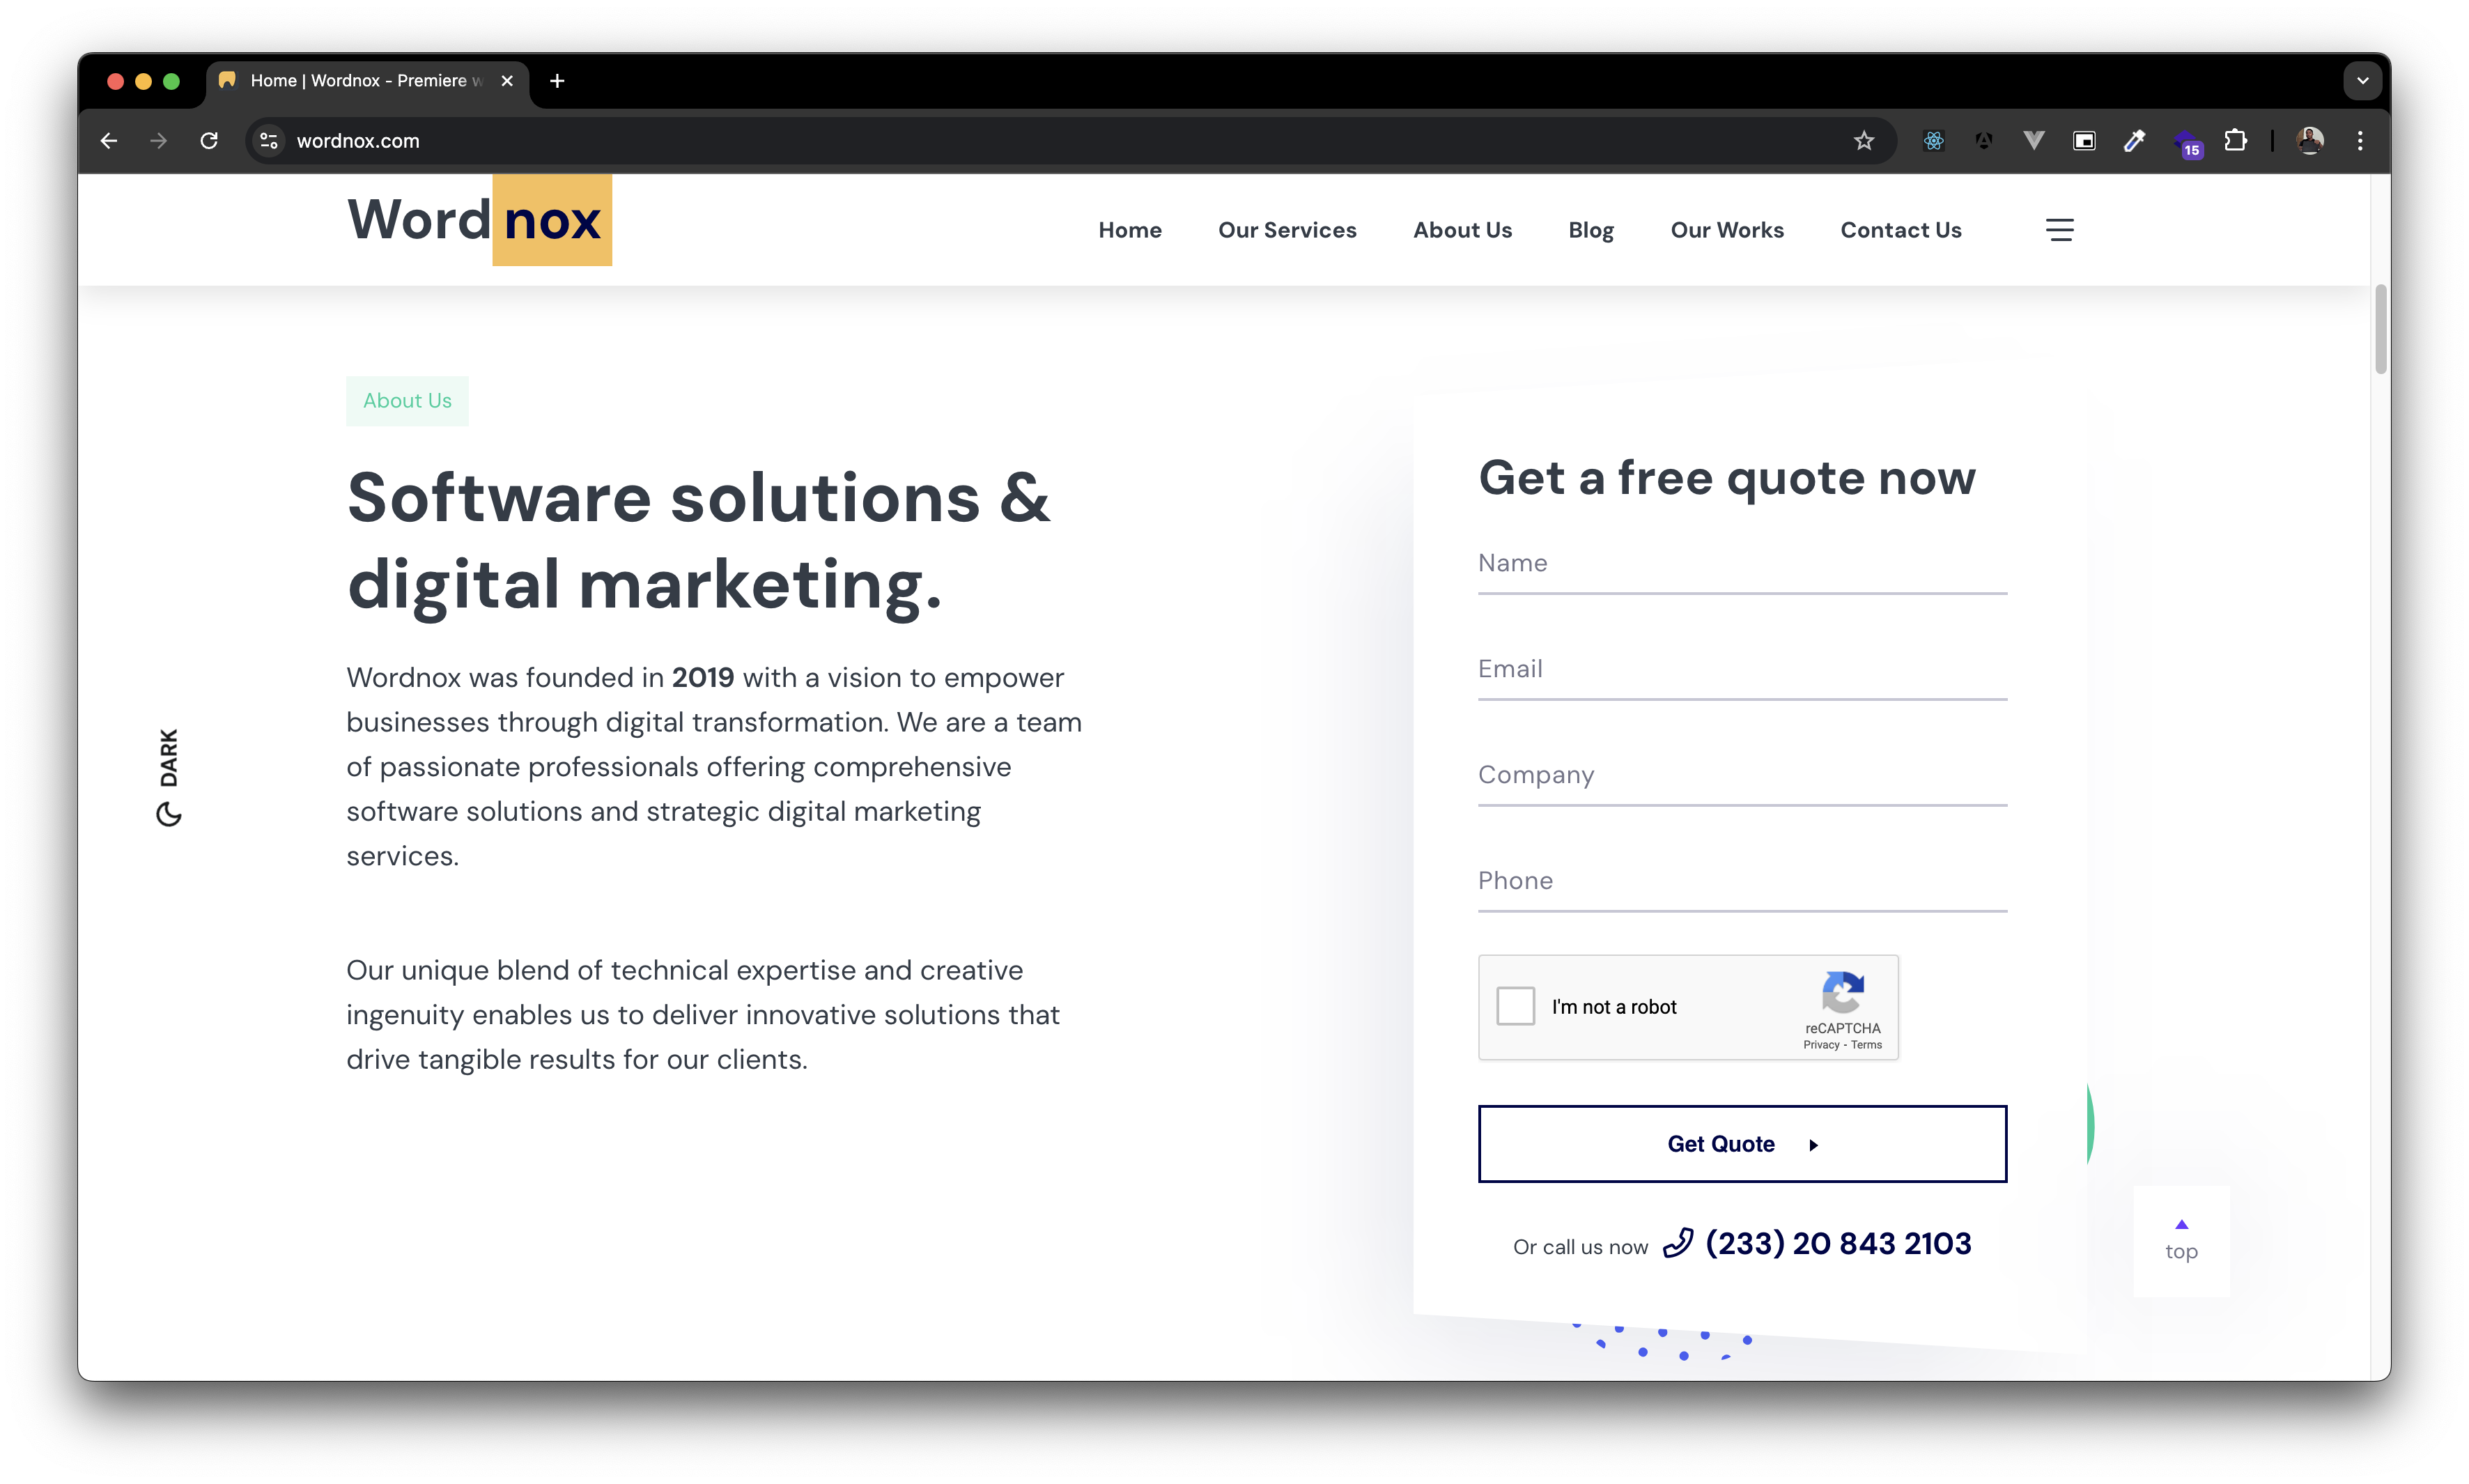 Home | Wordnox - Premiere w
wordnox.com
15
Wordnox
Home
Our Services
About Us
Blog
Our Works
Contact Us
About Us
Software solutions &
digital marketing.
Wordnox was founded in 2019 with a vision to empower
businesses through digital transformation. We are a team
of passionate professionals offering comprehensive
software solutions and strategic digital marketing
services.
Our unique blend of technical expertise and creative
ingenuity enables us to deliver innovative solutions that
drive tangible results for our clients.
DARK
Get a free quote now
Name
Email
Company
Phone
I'm not a robot
reCAPTCHA
Privacy - Terms
Get Quote
Or call us now (233) 20 843 2103
top